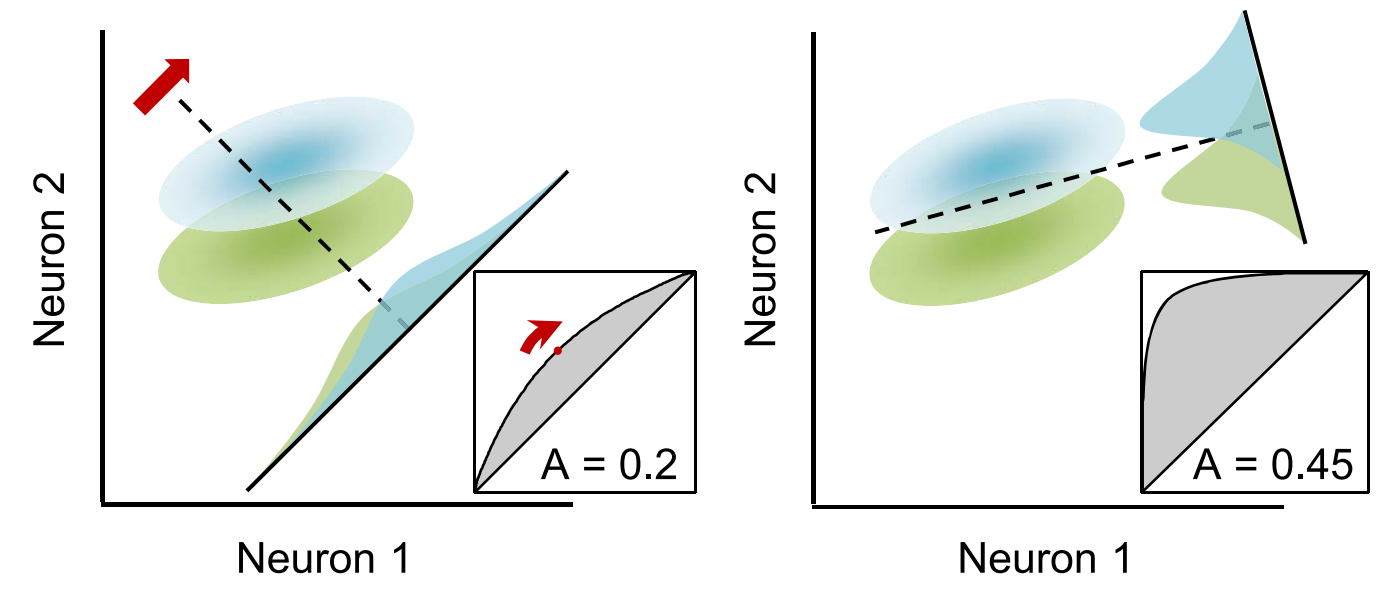 Neuron 2
A = 0.2
Neuron 1
Neuron 2
A = 0.45
Neuron 1